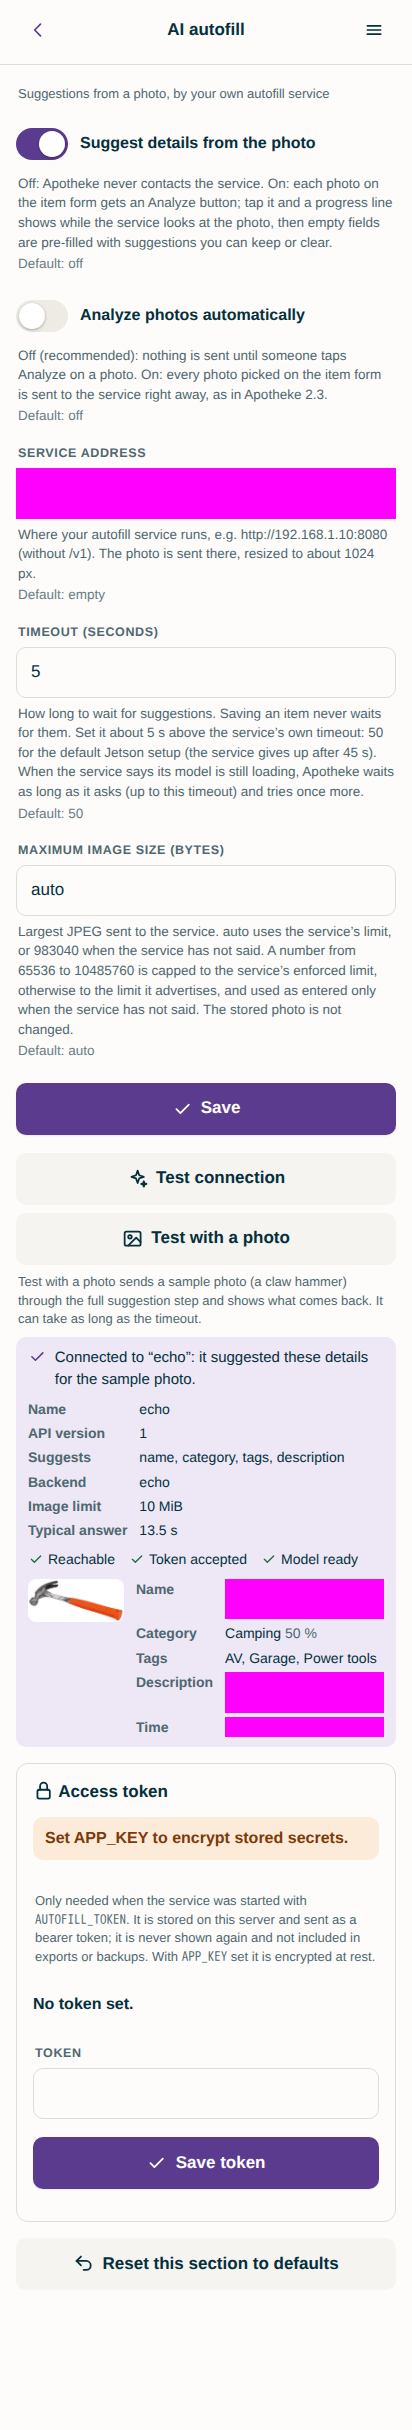 AI autofill
Suggestions from a photo, by your own autofill service
Suggest details from the photo
Off: Apotheke never contacts the service. On: each photo on
the item form gets an Analyze button; tap it and a progress line
shows while the service looks at the photo, then empty fields
are pre-filled with suggestions you can keep or clear.
Default: off
Analyze photos automatically
Off (recommended): nothing is sent until someone taps
Analyze on a photo. On: every photo picked on the item form
is sent to the service right away, as in Apotheke 2.3.
Default: off
SERVICE ADDRESS
Where your autofill service runs, e.g. http://192.168.1.10:8080
(without /v1). The photo is sent there, resized to about 1024
px.
Default: empty
TIMEOUT (SECONDS)
5
How long to wait for suggestions. Saving an item never waits
for them. Set it about 5 s above the service’s own timeout: 50
for the default Jetson setup (the service gives up after 45 s).
When the service says its model is still loading, Apotheke waits
as long as it asks (up to this timeout) and tries once more.
Default: 50
MAXIMUM IMAGE SIZE (BYTES)
auto
Largest JPEG sent to the service. auto uses the service’s limit,
or 983040 when the service has not said. A number from
65536 to 10485760 is capped to the service’s enforced limit,
otherwise to the limit it advertises, and used as entered only
when the service has not said. The stored photo is not
changed.
Default: auto
Save
Test connection
Test with a photo
Test with a photo sends a sample photo (a claw hammer)
through the full suggestion step and shows what comes back. It
can take as long as the timeout.
Connected to “echo”: it suggested these details
for the sample photo.
Name echo
API version 1
Suggests name, category, tags, description
Backend echo
Image limit 10 MiB
Typical answer 13.5 s
Reachable Token accepted Model ready
Name
Category Camping 50 %
Tags AV, Garage, Power tools
Description
Time
Access token
Set APP_KEY to encrypt stored secrets.
Only needed when the service was started with
AUTOFILL_TOKEN. It is stored on this server and sent as a
bearer token; it is never shown again and not included in
exports or backups. With APP_KEY set it is encrypted at rest.
No token set.
TOKEN
Save token
Reset this section to defaults